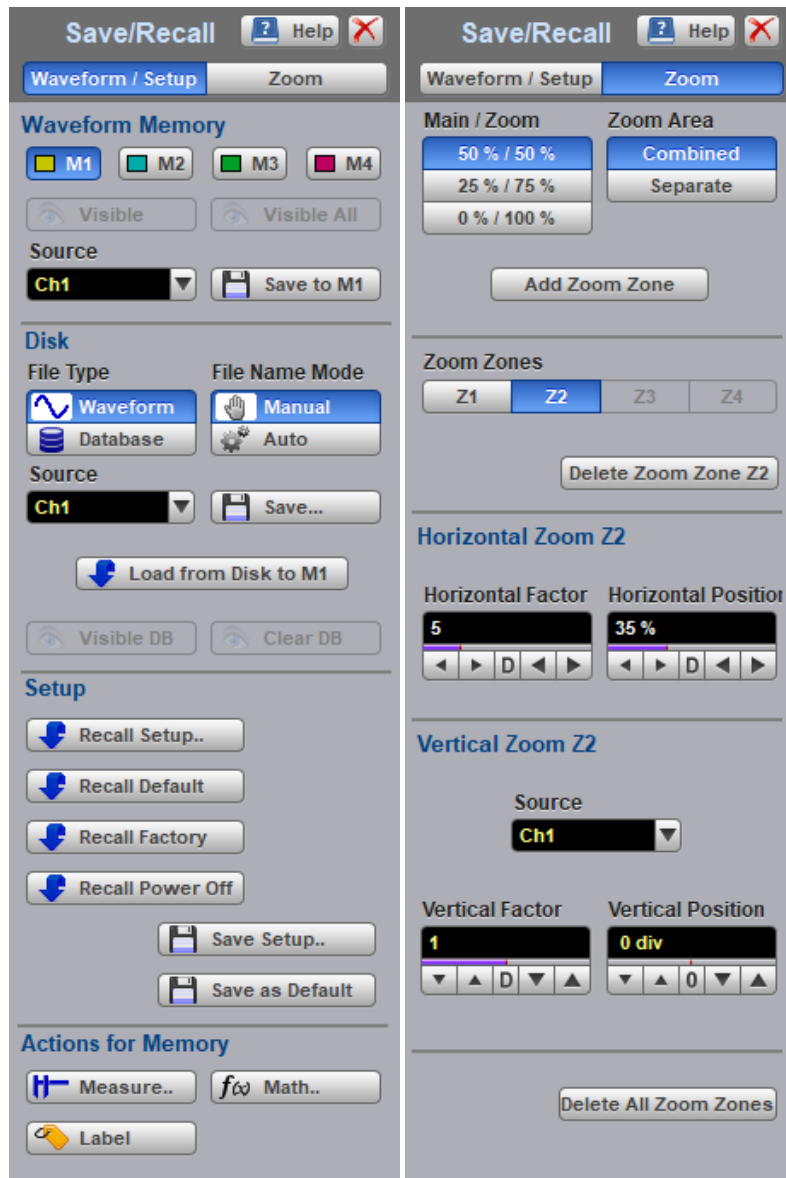 Save/Recall Help
Waveform / Setup Zoom
Waveform Memory
M1 M2 M3 M4
Visible Visible All
Source
Ch1 Save to M1
Disk
File Type File Name Mode
Waveform Manual
Database Auto
Source
Ch1 Save...
Load from Disk to M1
Visible DB Clear DB
Setup
Recall Setup..
Recall Default
Recall Factory
Recall Power Off
Save Setup..
Save as Default
Actions for Memory
Measure.. f(x) Math..
Label
Save/Recall Help
Waveform / Setup Zoom
Main / Zoom Zoom Area
50 % / 50 % Combined
25 % / 75 % Separate
0 % / 100 %
Add Zoom Zone
Zoom Zones
Z1 Z2 Z3 Z4
Delete Zoom Zone Z2
Horizontal Zoom Z2
Horizontal Factor Horizontal Position
5 35 %
D D
Vertical Zoom Z2
Source
Ch1
Vertical Factor Vertical Position
1 0 div
D 0
Delete All Zoom Zones